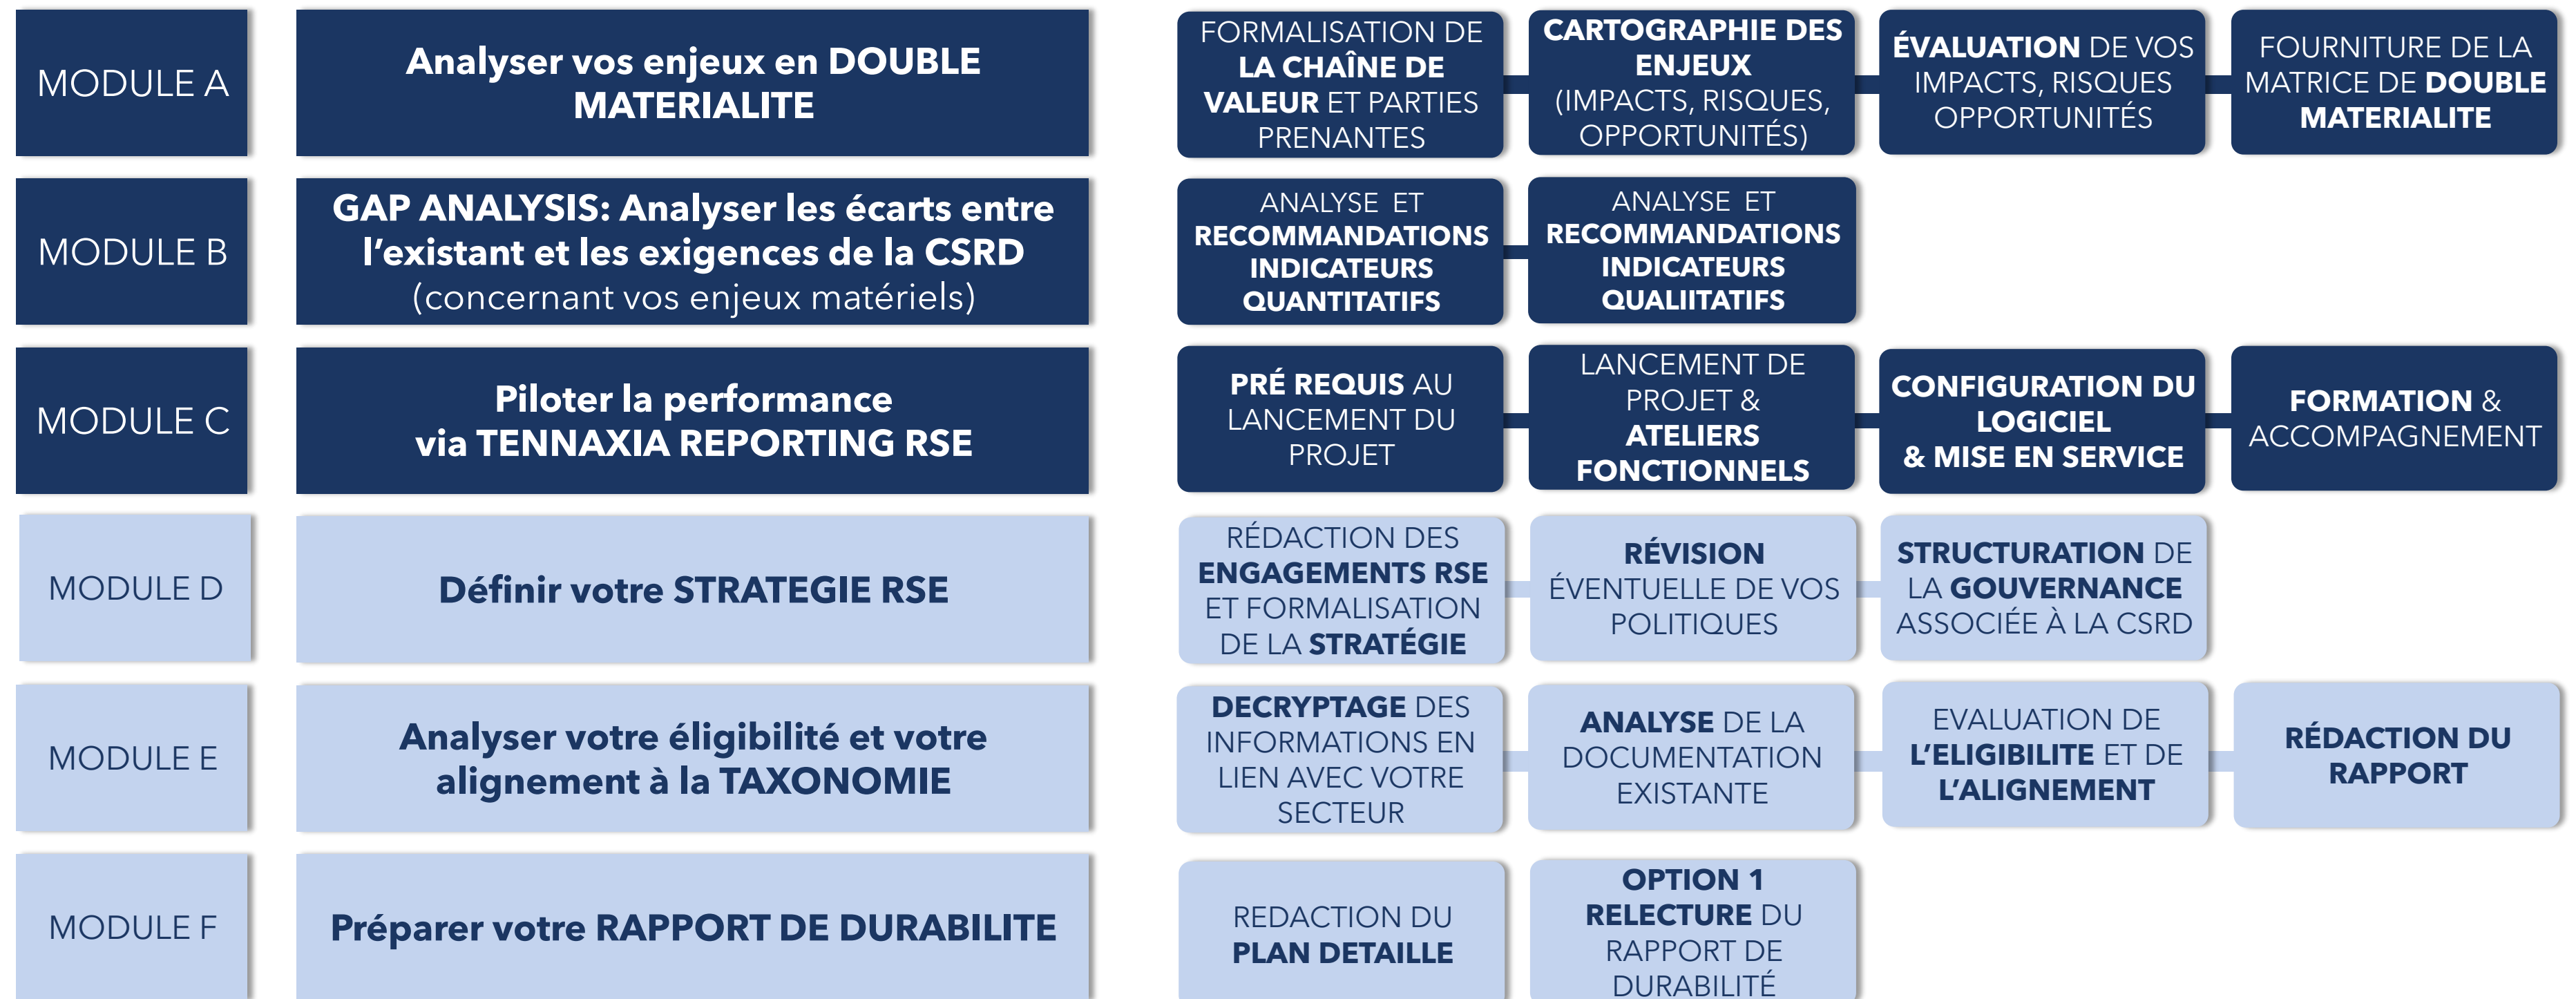 MODULE A
Analyser vos enjeux en DOUBLE
MATERIALITE
FORMALISATION DE
LA CHAÎNE DE
VALEUR ET PARTIES
PRENANTES
CARTOGRAPHIE DES
ENJEUX
(IMPACTS, RISQUES,
OPPORTUNITÉS)
ÉVALUATION DE VOS
IMPACTS, RISQUES
OPPORTUNITÉS
FOURNITURE DE LA
MATRICE DE DOUBLE
MATERIALITE
MODULE B
GAP ANALYSIS: Analyser les écarts entre
l’existant et les exigences de la CSRD
(concernant vos enjeux matériels)
ANALYSE ET
RECOMMANDATIONS
INDICATEURS
QUANTITATIFS
ANALYSE ET
RECOMMANDATIONS
INDICATEURS
QUALIITATIFS
MODULE C
Piloter la performance
via TENNAXIA REPORTING RSE
PRÉ REQUIS AU
LANCEMENT DU
PROJET
LANCEMENT DE
PROJET &
ATELIERS
FONCTIONNELS
CONFIGURATION DU
LOGICIEL
& MISE EN SERVICE
FORMATION &
ACCOMPAGNEMENT
MODULE D
Définir votre STRATEGIE RSE
RÉDACTION DES
ENGAGEMENTS RSE
ET FORMALISATION
DE LA STRATÉGIE
RÉVISION
ÉVENTUELLE DE VOS
POLITIQUES
STRUCTURATION DE
LA GOUVERNANCE
ASSOCIÉE À LA CSRD
MODULE E
Analyser votre éligibilité et votre
alignement à la TAXONOMIE
DECRYPTAGE DES
INFORMATIONS EN
LIEN AVEC VOTRE
SECTEUR
ANALYSE DE LA
DOCUMENTATION
EXISTANTE
EVALUATION DE
L’ELIGIBILITE ET DE
L’ALIGNEMENT
RÉDACTION DU
RAPPORT
MODULE F
Préparer votre RAPPORT DE DURABILITE
REDACTION DU
PLAN DETAILLE
OPTION 1
RELECTURE DU
RAPPORT DE
DURABILITÉ